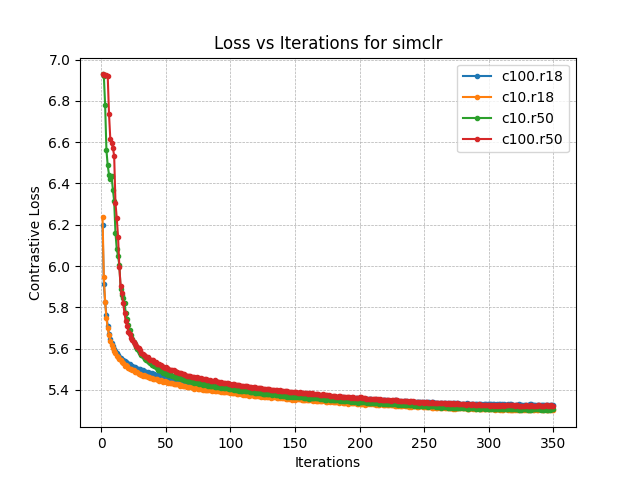 Loss vs Iterations for simclr
7.0
6.8
6.6
6.4
6.2
6.0
5.8
5.6
5.4
Contrastive Loss
c100.r18
c10.r18
c10.r50
c100.r50
0 50 100 150 200 250 300 350
Iterations